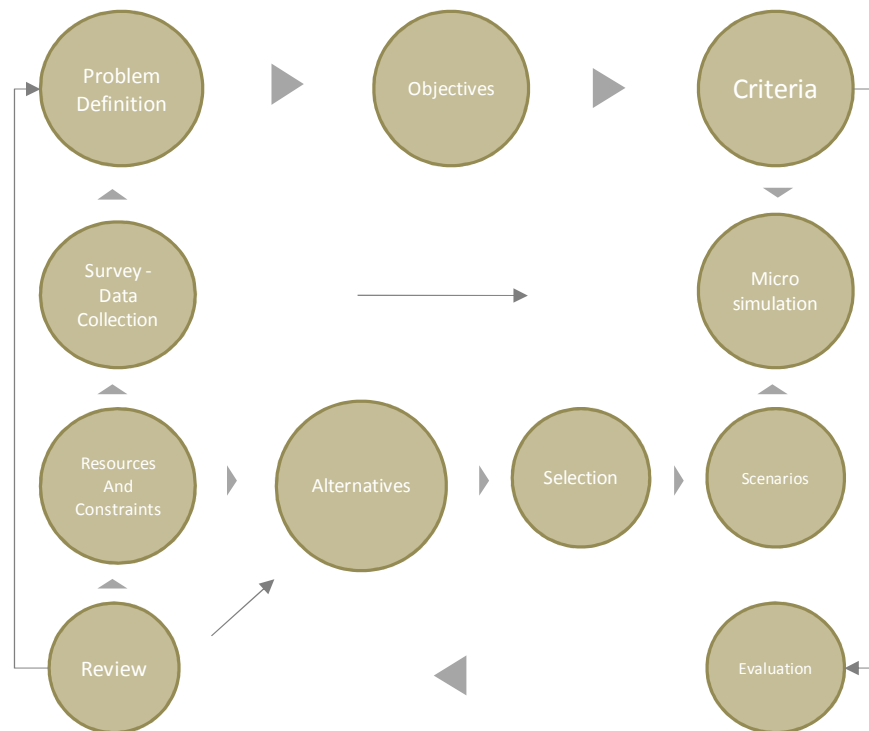 Problem
Definition
Objectives
Criteria
Survey -
Data
Collection
Micro
simulation
Resources
And
Constraints
Alternatives
Selection
Scenarios
Review
Evaluation